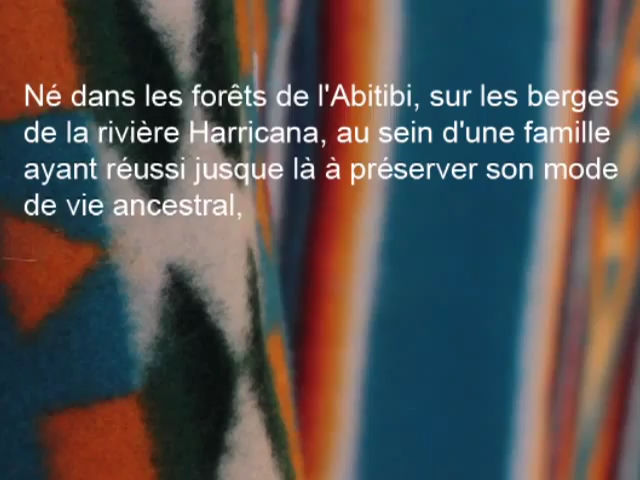 Né dans les forêts de l'Abitibi, sur les berges
de la rivière Harricana, au sein d'une famille
ayant réussi jusque là à préserver son mode
de vie ancestral,